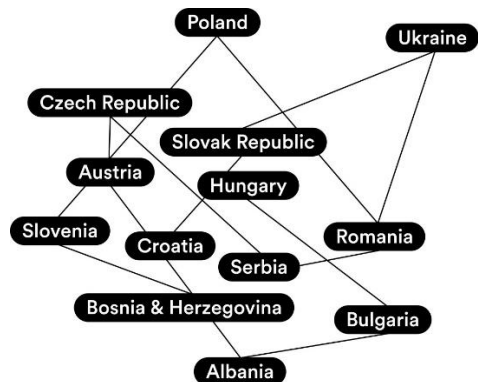 Poland
Ukraine
Czech Republic
Slovak Republic
Austria
Hungary
Slovenia
Croatia
Romania
Serbia
Bosnia & Herzegovina
Bulgaria
Albania